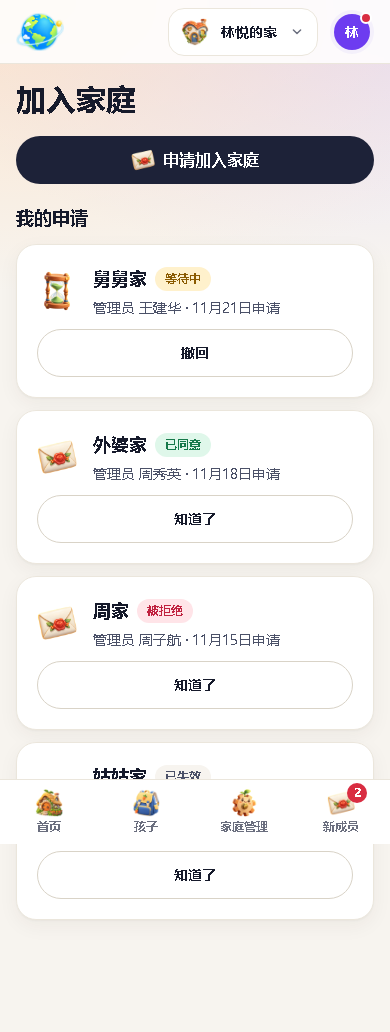 林悦的家
林
加入家庭
申请加入家庭
我的申请
舅舅家 等待中
管理员 王建华 · 11月21日申请
撤回
外婆家 已同意
管理员 周秀英 · 11月18日申请
知道了
周家 被拒绝
管理员 周子航 · 11月15日申请
知道了
姑姑家 已失效
2
首页 孩子 家庭管理 新成员
知道了